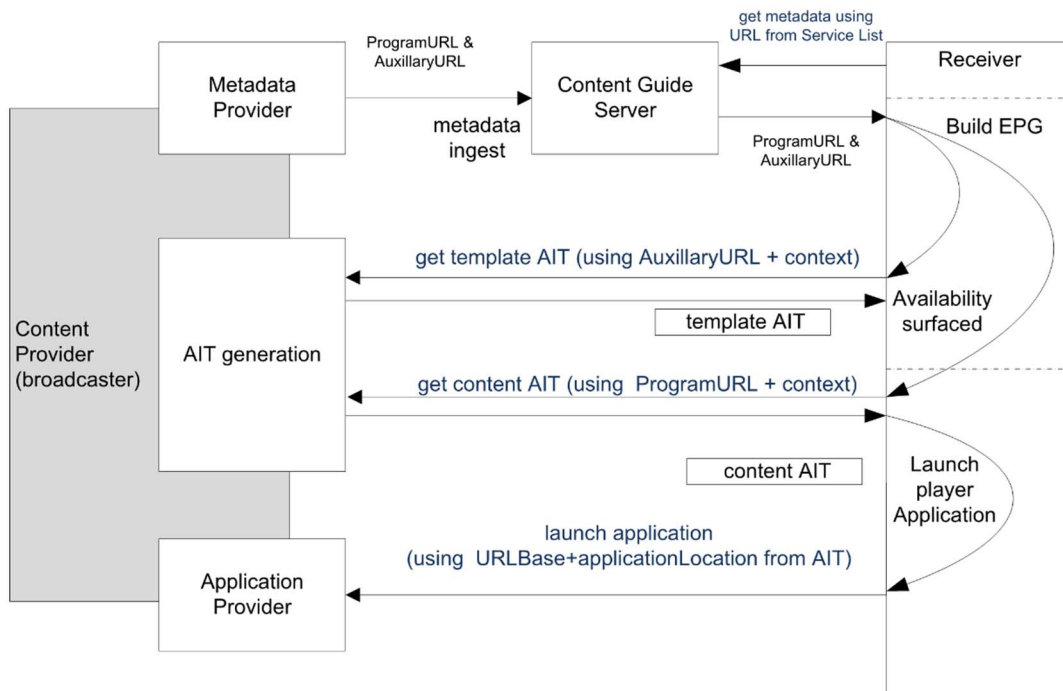 get metadata using
URL from Service List
ProgramURL &
AuxillaryURL
Metadata
Provider
Content Guide
Server
Receiver
metadata
ingest
Build EPG
ProgramURL &
AuxillaryURL
get template AIT (using AuxillaryURL + context)
Availability
surfaced
template AIT
Content
Provider
(broadcaster)
AIT generation
get content AIT (using ProgramURL + context)
content AIT
Launch
player
Application
launch application
(using URLBase+applicationLocation from AIT)
Application
Provider